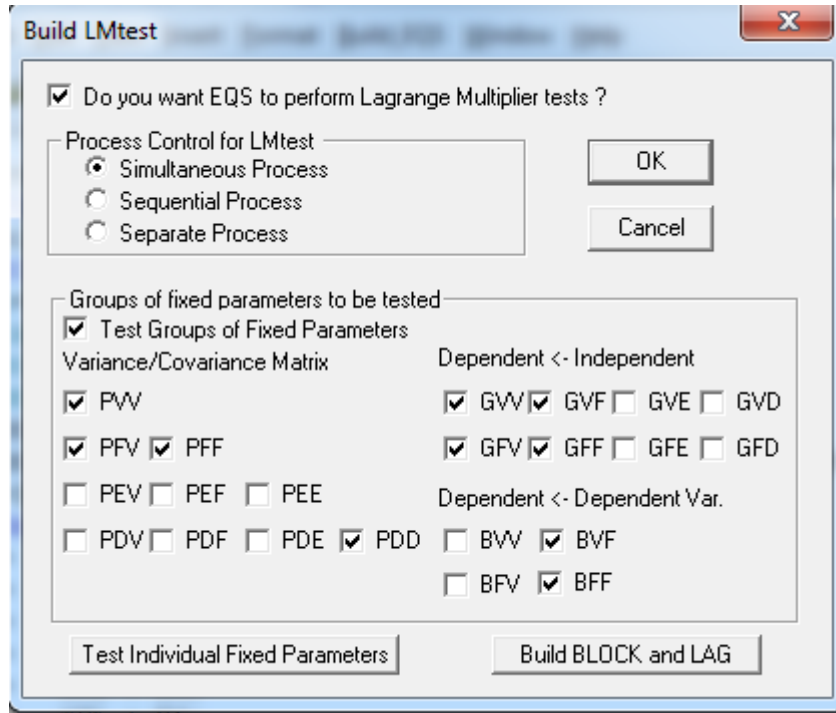 Build LMtest
Do you want EQS to perform Lagrange Multiplier tests ?
Process Control for LMtest
Simultaneous Process
Sequential Process
Separate Process
OK
Cancel
Groups of fixed parameters to be tested
Test Groups of Fixed Parameters
Variance/Covariance Matrix
PVV
PFV PFF
PEV PEF PEE
PDV PDF PDE PDD
Dependent <- Independent
GVV GVF GVE GVD
GFV GFF GFE GFD
Dependent <- Dependent Var.
BVV BVF
BFV BFF
Test Individual Fixed Parameters
Build BLOCK and LAG